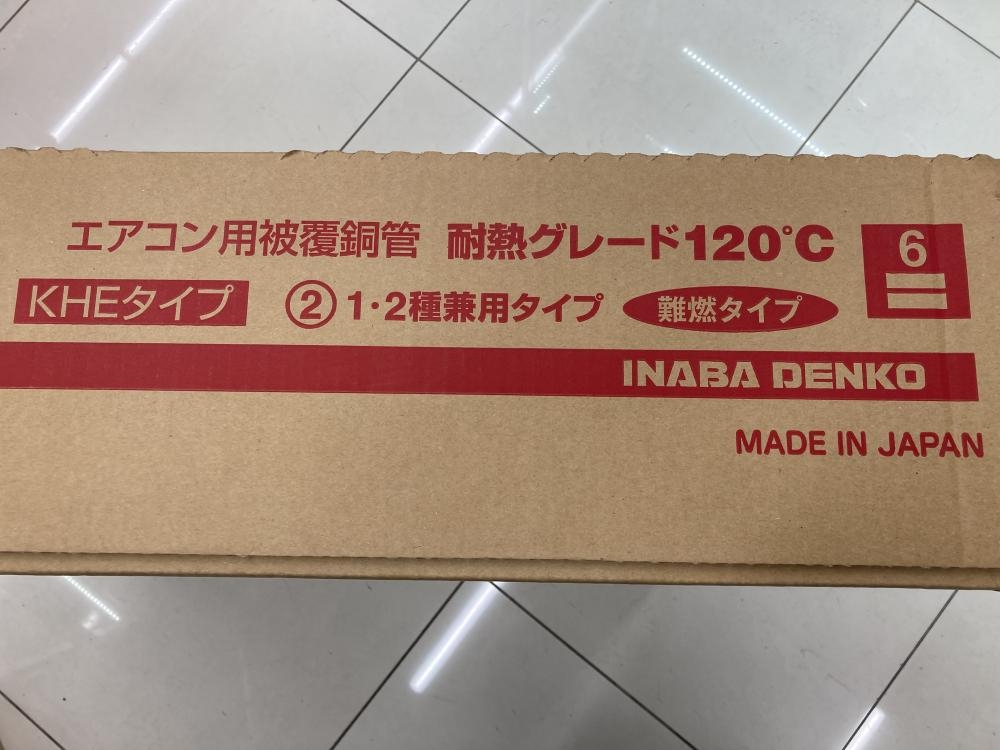 エアコン用被覆銅管 耐熱グレード120°C
6
KHEタイプ ② 1・2種兼用タイプ 難燃タイプ
INABA DENKO
MADE IN JAPAN